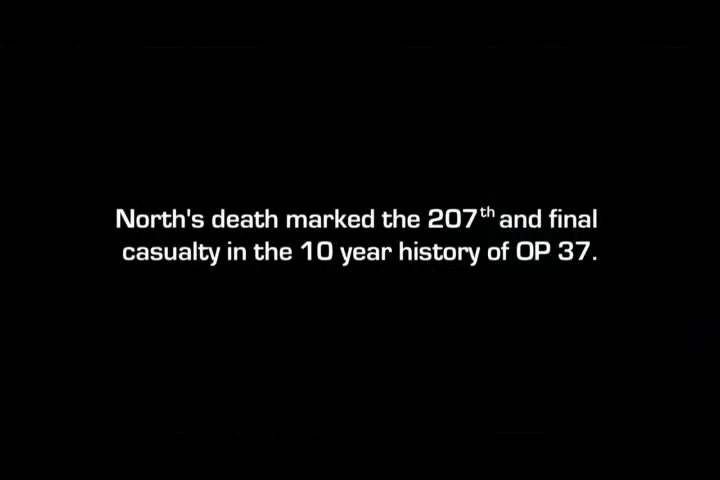 North's death marked the 207th and final
casualty in the 10 year history of OP 37.